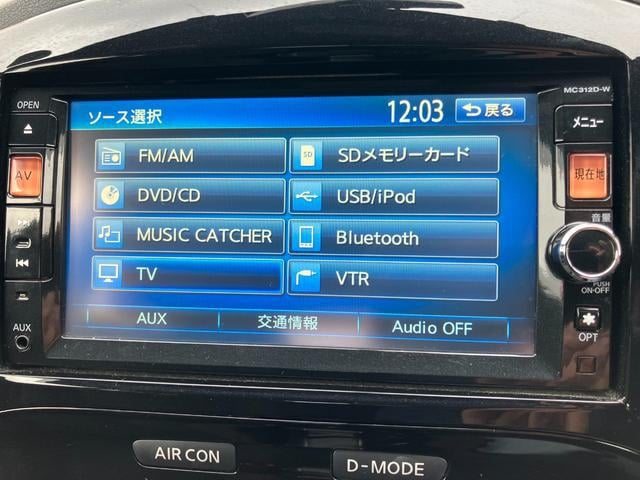 MC312D-W
OPEN
ソース選択
12:03
戻る
メニュー
AV
FM/AM
SD
SDメモリーカード
現在地
DVD/CD
USB/iPod
音量
MUSIC CATCHER
Bluetooth
TV
VTR
PUSH
ON-OFF
AUX
AUX
交通情報
Audio OFF
OPT
AIR CON
D-MODE